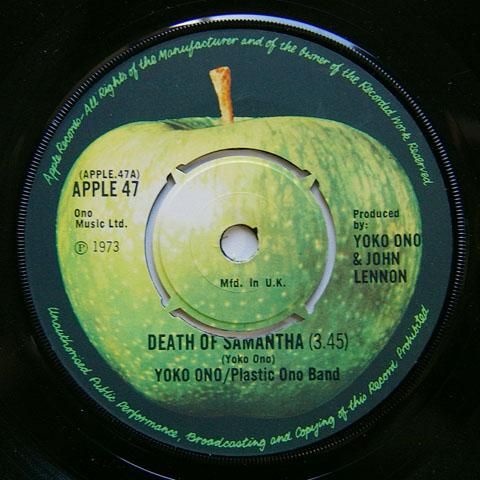 Apple Records-All Rights of the Manufacturer and of the Owner of the Recorded Work Reserved
(APPLE.47A)
APPLE 47
Ono
Music Ltd.
Ⓟ 1973
Produced
by:
YOKO ONO
& JOHN
LENNON
Mfd. In U.K.
DEATH OF SAMANTHA (3.45)
(Yoko Ono)
YOKO ONO/Plastic Ono Band
Unauthorised Public Performance, Broadcasting and Copying of this Record Prohibited